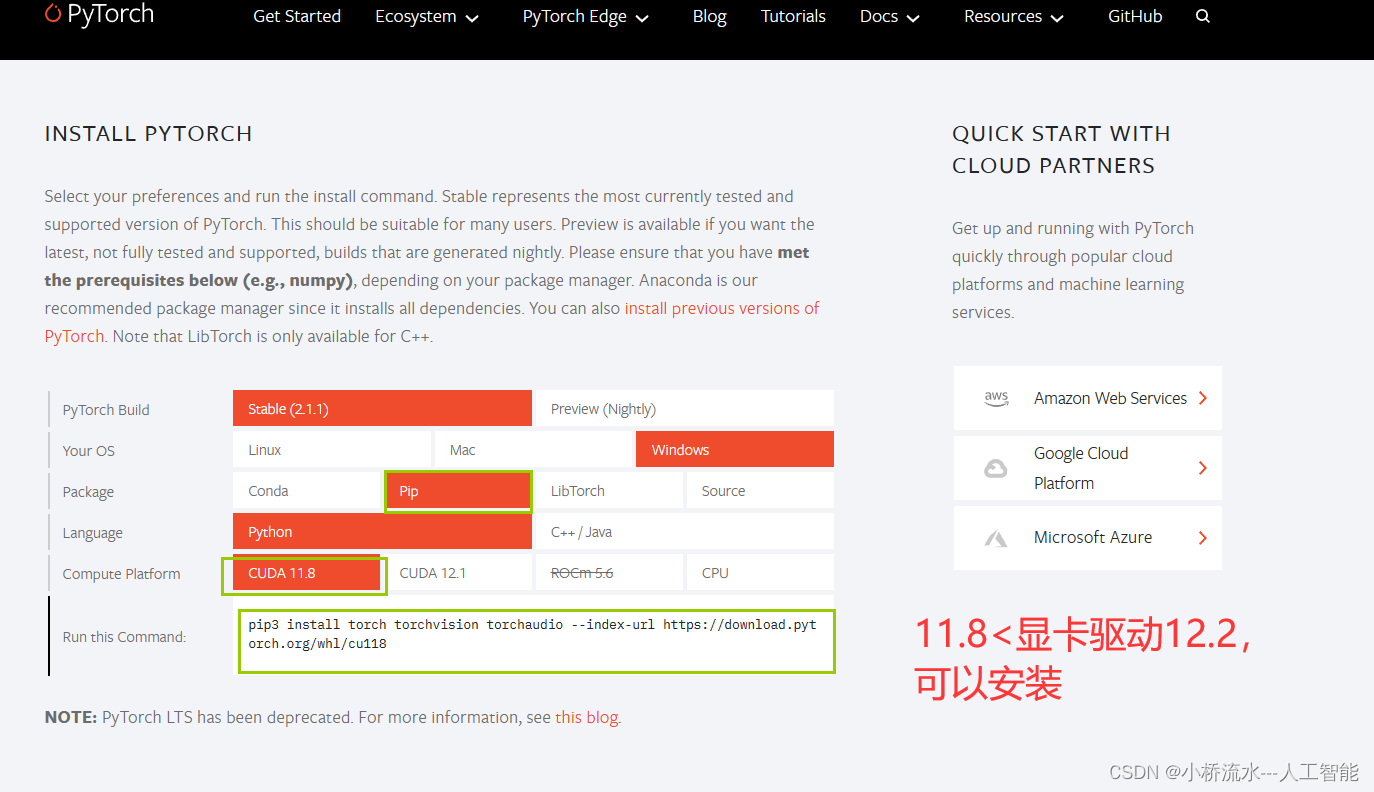 PyTorch
Get Started
Ecosystem
PyTorch Edge
Blog
Tutorials
Docs
Resources
GitHub
INSTALL PYTORCH
Select your preferences and run the install command. Stable represents the most currently tested and
supported version of PyTorch. This should be suitable for many users. Preview is available if you want the
latest, not fully tested and supported, builds that are generated nightly. Please ensure that you have met
the prerequisites below (e.g., numpy), depending on your package manager. Anaconda is our
recommended package manager since it installs all dependencies. You can also install previous versions of
PyTorch. Note that LibTorch is only available for C++.
PyTorch Build
Stable (2.1.1)
Preview (Nightly)
Your OS
Linux
Mac
Windows
Package
Conda
Pip
LibTorch
Source
Language
Python
C++ / Java
Compute Platform
CUDA 11.8
CUDA 12.1
ROCm 5.6
CPU
Run this Command:
pip3 install torch torchvision torchaudio --index-url https://download.pyt
orch.org/whl/cu118
NOTE: PyTorch LTS has been deprecated. For more information, see this blog.
QUICK START WITH
CLOUD PARTNERS
Get up and running with PyTorch
quickly through popular cloud
platforms and machine learning
services.
aws
Amazon Web Services
Google Cloud
Platform
Microsoft Azure
11.8<显卡驱动12.2，
可以安装
CSDN @小桥流水---人工智能